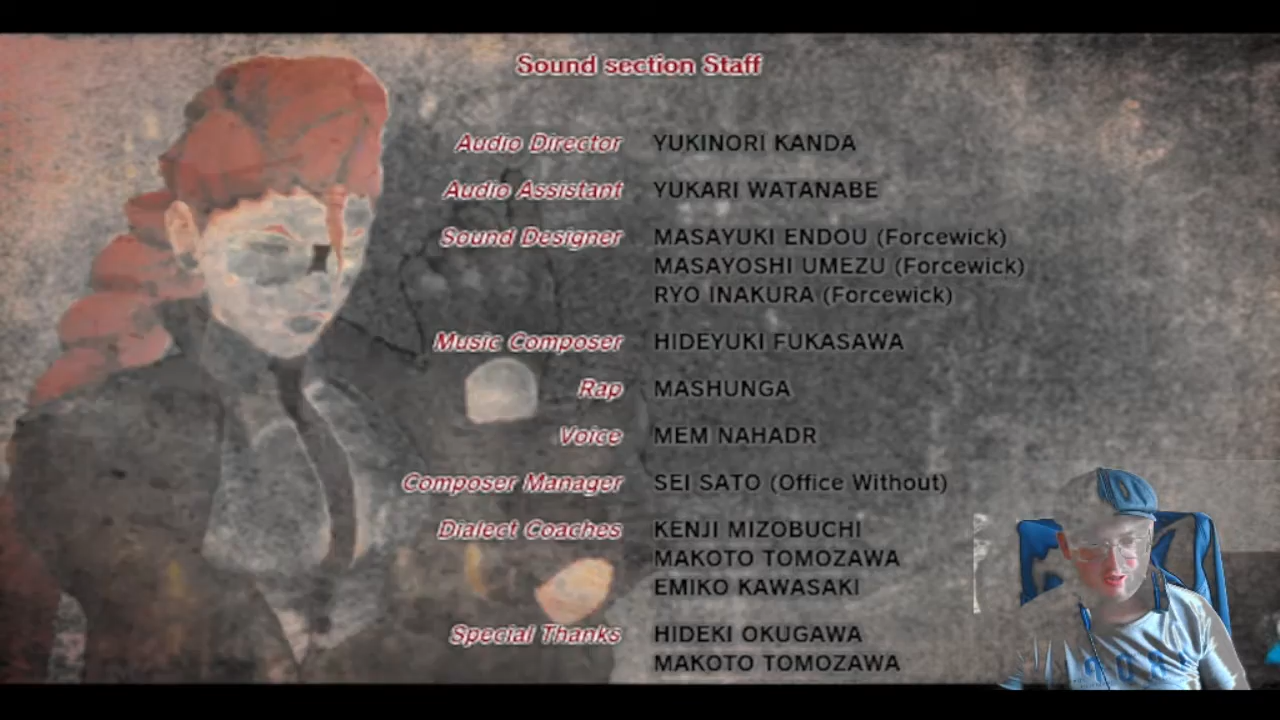 Sound section Staff
Audio Director YUKINORI KANDA
Audio Assistant YUKARI WATANABE
Sound Designer MASAYUKI ENDOU (Forcewick)
MASAYOSHI UMEZU (Forcewick)
RYO INAKURA (Forcewick)
Music Composer HIDEYUKI FUKASAWA
Rap MASHUNGA
Voice MEM NAHADR
Composer Manager SEI SATO (Office Without)
Dialect Coaches KENJI MIZOBUCHI
MAKOTO TOMOZAWA
EMIKO KAWASAKI
Special Thanks HIDEKI OKUGAWA
MAKOTO TOMOZAWA